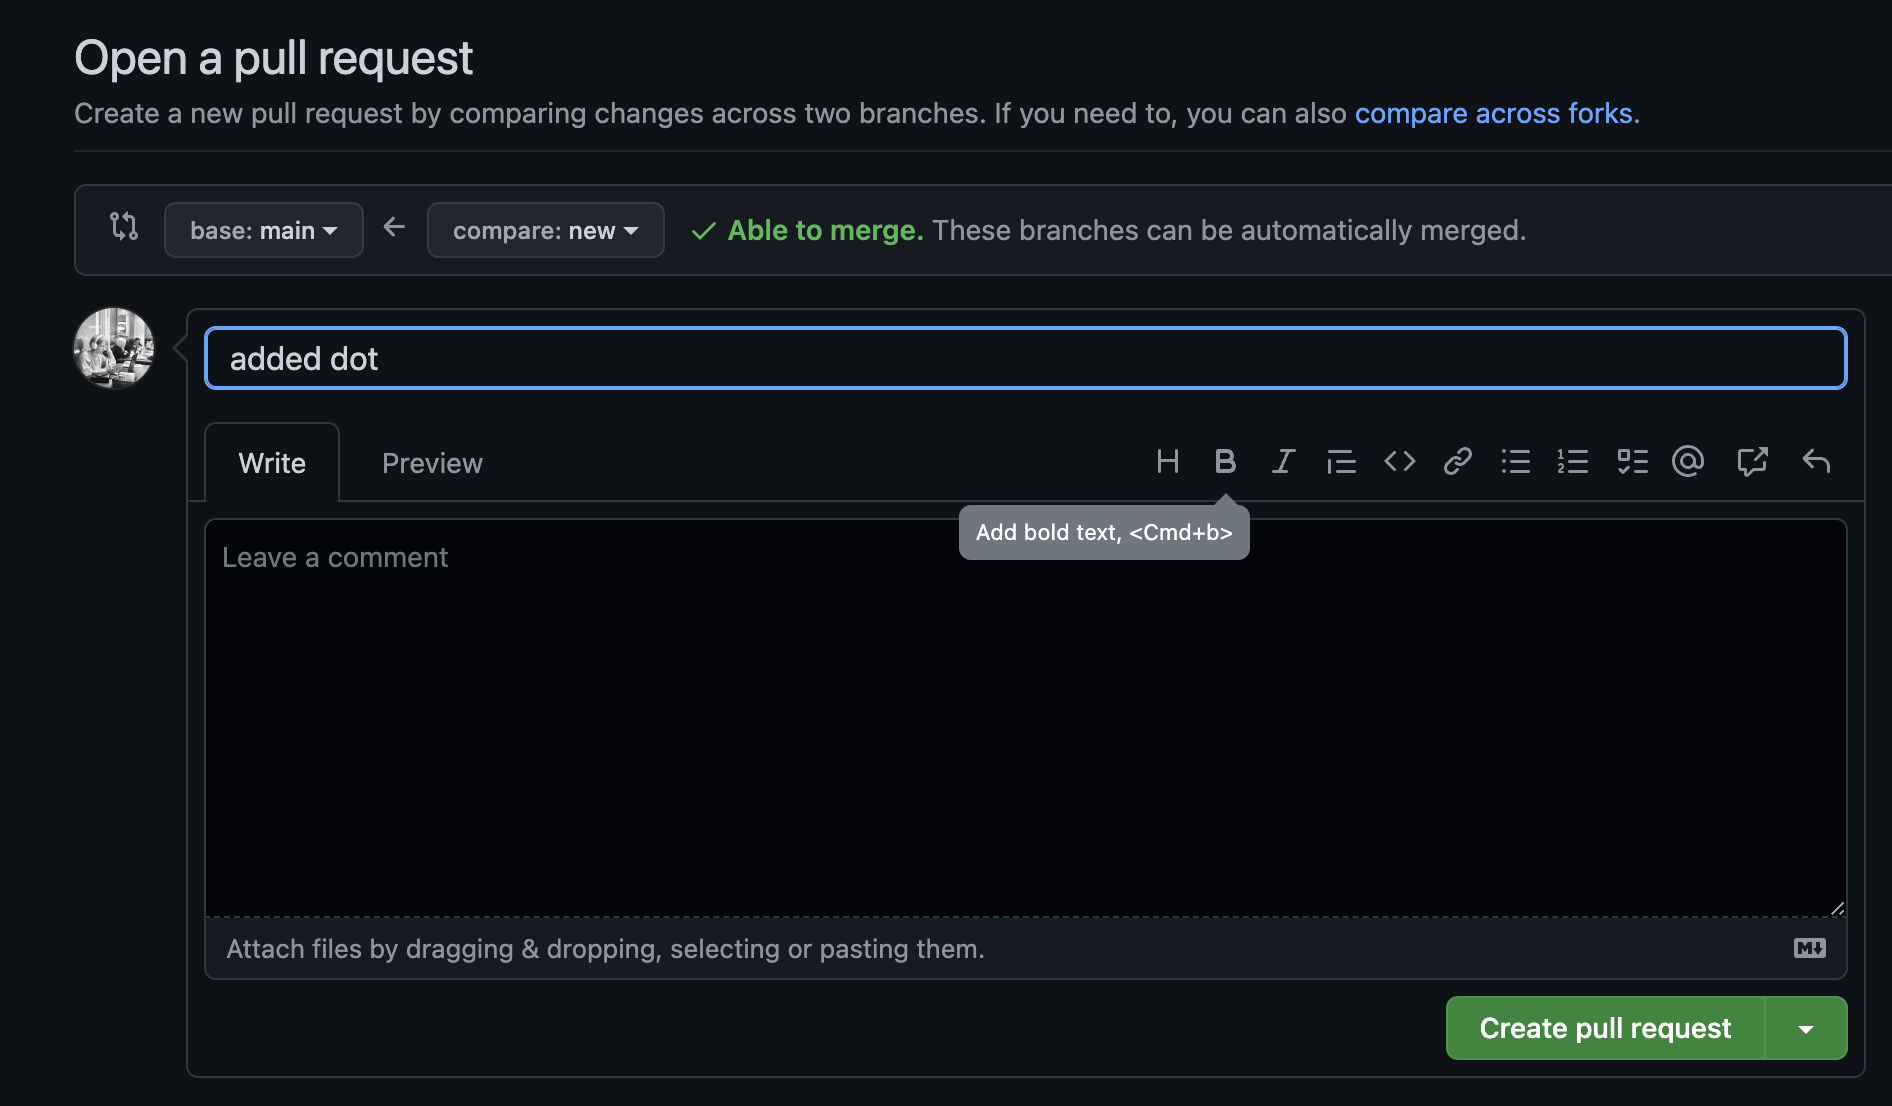 Open a pull request
Create a new pull request by comparing changes across two branches. If you need to, you can also compare across forks.
base: main
compare: new
Able to merge. These branches can be automatically merged.
added dot
Write
Preview
Add bold text, <Cmd+b>
Leave a comment
Attach files by dragging & dropping, selecting or pasting them.
Create pull request